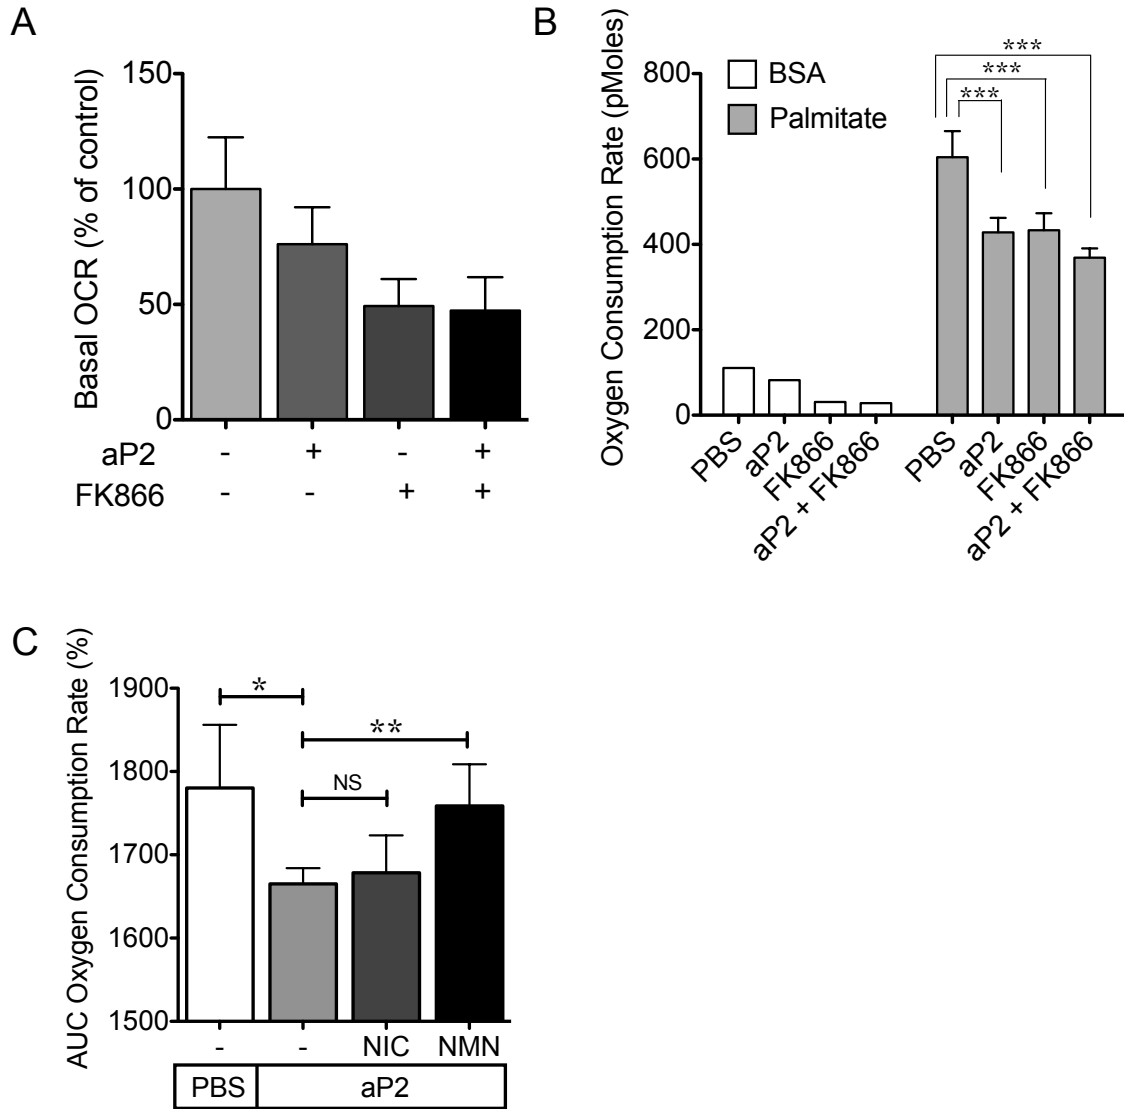 A
Basal OCR (% of control)
150
100
50
0
aP2 - + - +
FK866 - - + +
B
Oxygen Consumption Rate (pMoles)
800
600
400
200
0
BSA
Palmitate
***
***
***
PBS
aP2
FK866
aP2 + FK866
PBS
aP2
FK866
aP2 + FK866
C
AUC Oxygen Consumption Rate (%)
1900
1800
1700
1600
1500
*
**
NS
- - NIC NMN
PBS aP2